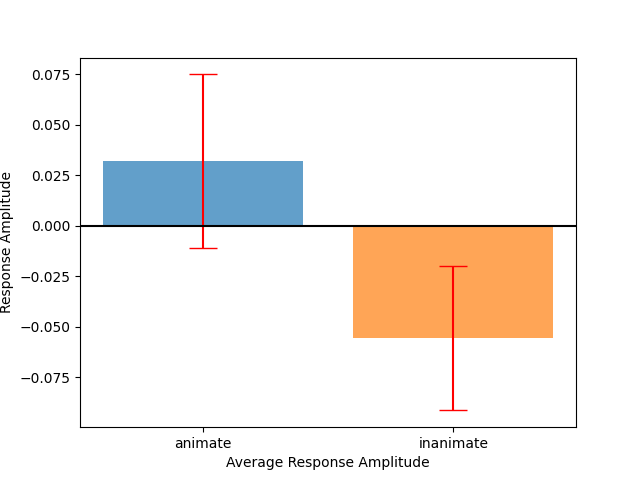 0.075
0.050
0.025
0.000
−0.025
−0.050
−0.075
Response Amplitude
animate
inanimate
Average Response Amplitude